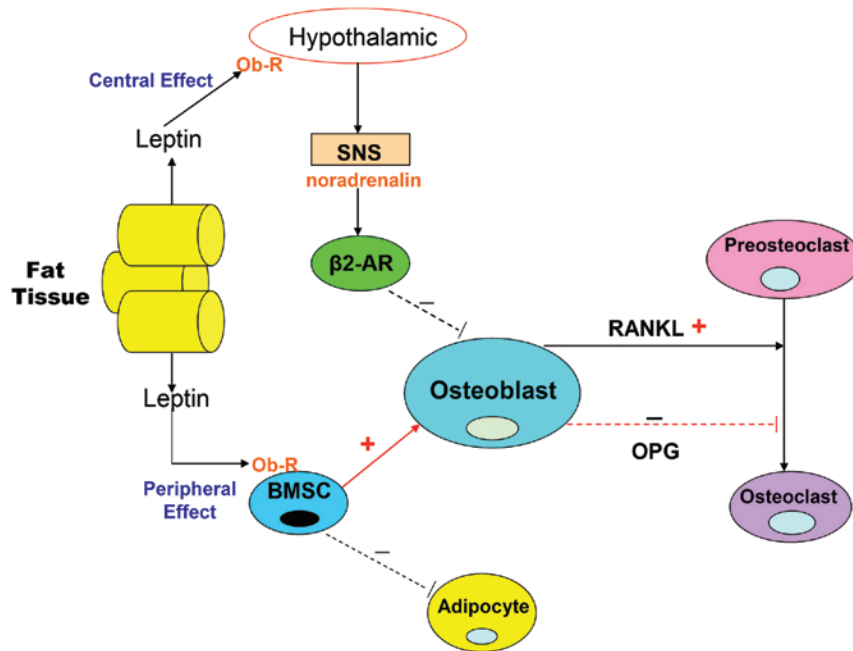 Hypothalamic
Ob-R
Central Effect
Leptin
SNS
noradrenalin
β2-AR
Fat
Tissue
Preosteoclast
–
RANKL +
Osteoblast
–
OPG
Leptin
+
Ob-R
BMSC
Peripheral
Effect
Osteoclast
–
Adipocyte